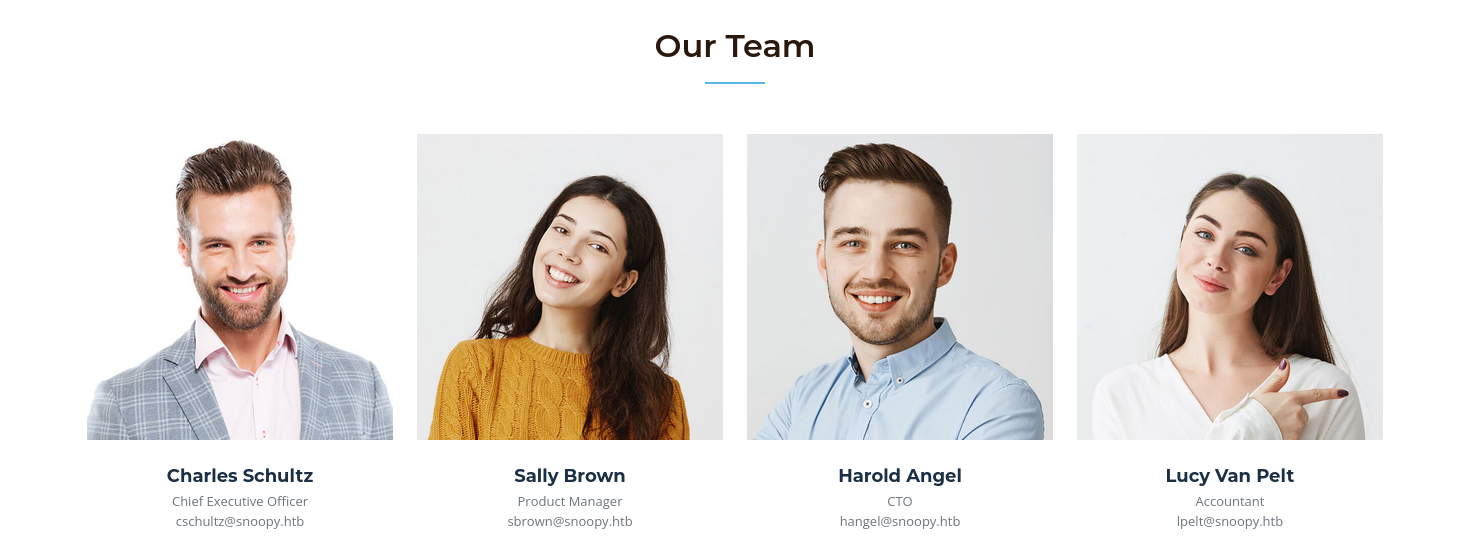 Our Team
Charles Schultz
Chief Executive Officer
cschultz@snoopy.htb
Sally Brown
Product Manager
sbrown@snoopy.htb
Harold Angel
CTO
hangel@snoopy.htb
Lucy Van Pelt
Accountant
lpelt@snoopy.htb